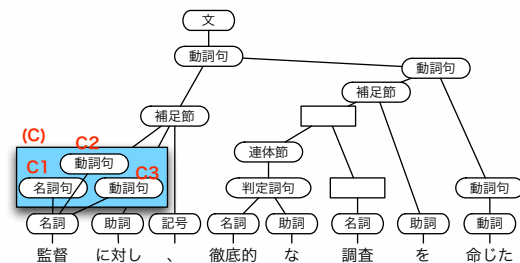 文
動詞句
動詞句
補足節
補足節
(C)
C2
動詞句
連体節
C1
C3
名詞句
動詞句
判定詞句
動詞句
名詞 助詞 記号 名詞 助詞 名詞 助詞 動詞
監督 に対し 、 徹底的 な 調査 を 命じた